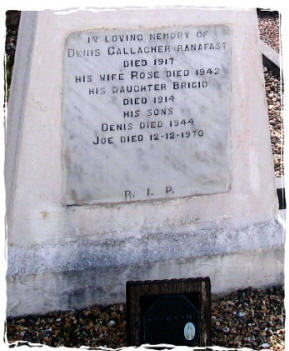 IN LOVING MEMORY OF
DENIS GALLAGHER RANAFAST
DIED 1917
HIS WIFE ROSE DIED 1942
HIS DAUGHTER BRIGID
DIED 1914
HIS SONS
DENIS DIED 1944
JOE DIED 12-12-1970
R. I. P.